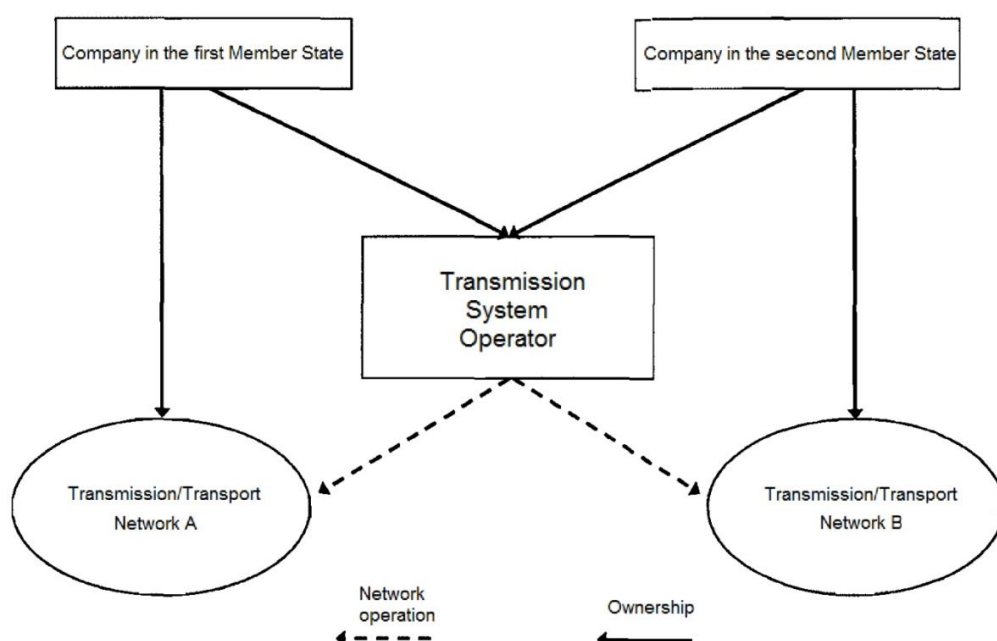 Company in the first Member State
Company in the second Member State
Transmission
System
Operator
Transmission/Transport
Network A
Transmission/Transport
Network B
Network
operation
Ownership